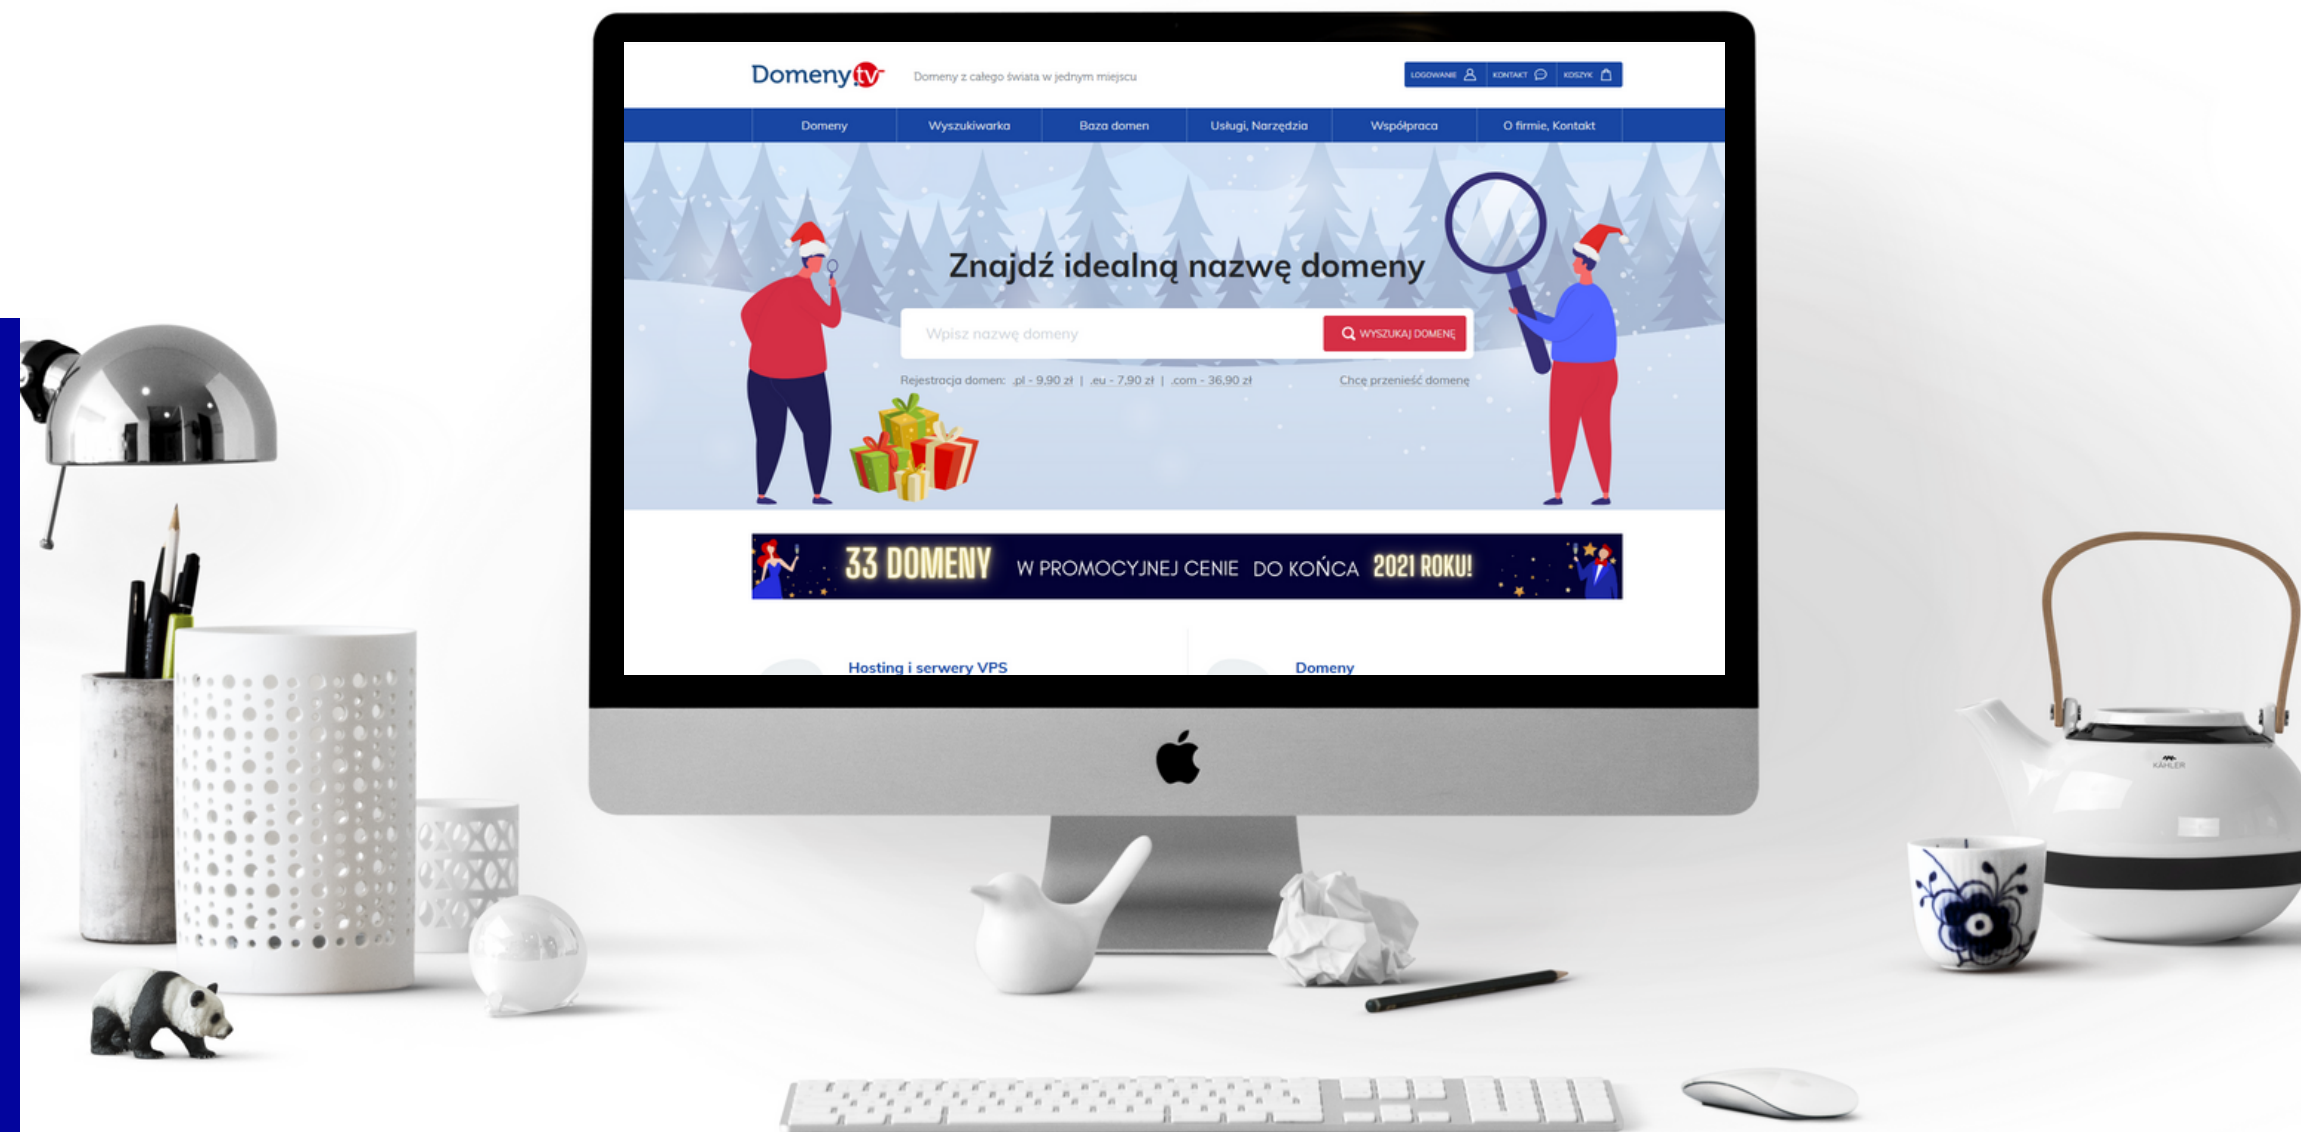 Domeny.tv
Domeny z całego świata w jednym miejscu
LOGOWANIE
KONTAKT
KOSZYK
Domeny
Wyszukiwarka
Baza domen
Usługi, Narzędzia
Współpraca
O firmie, Kontakt
Znajdź idealną nazwę domeny
Wpisz nazwę domeny
WYSZUKAJ DOMENĘ
Rejestracja domen: .pl - 9.90 zł | .eu - 7.90 zł | .com - 36.90 zł
Chcę przenieść domenę
33 DOMENY W PROMOCYJNEJ CENIE DO KOŃCA 2021 ROKU!
Hosting i serwery VPS
Domeny
KÄHLER